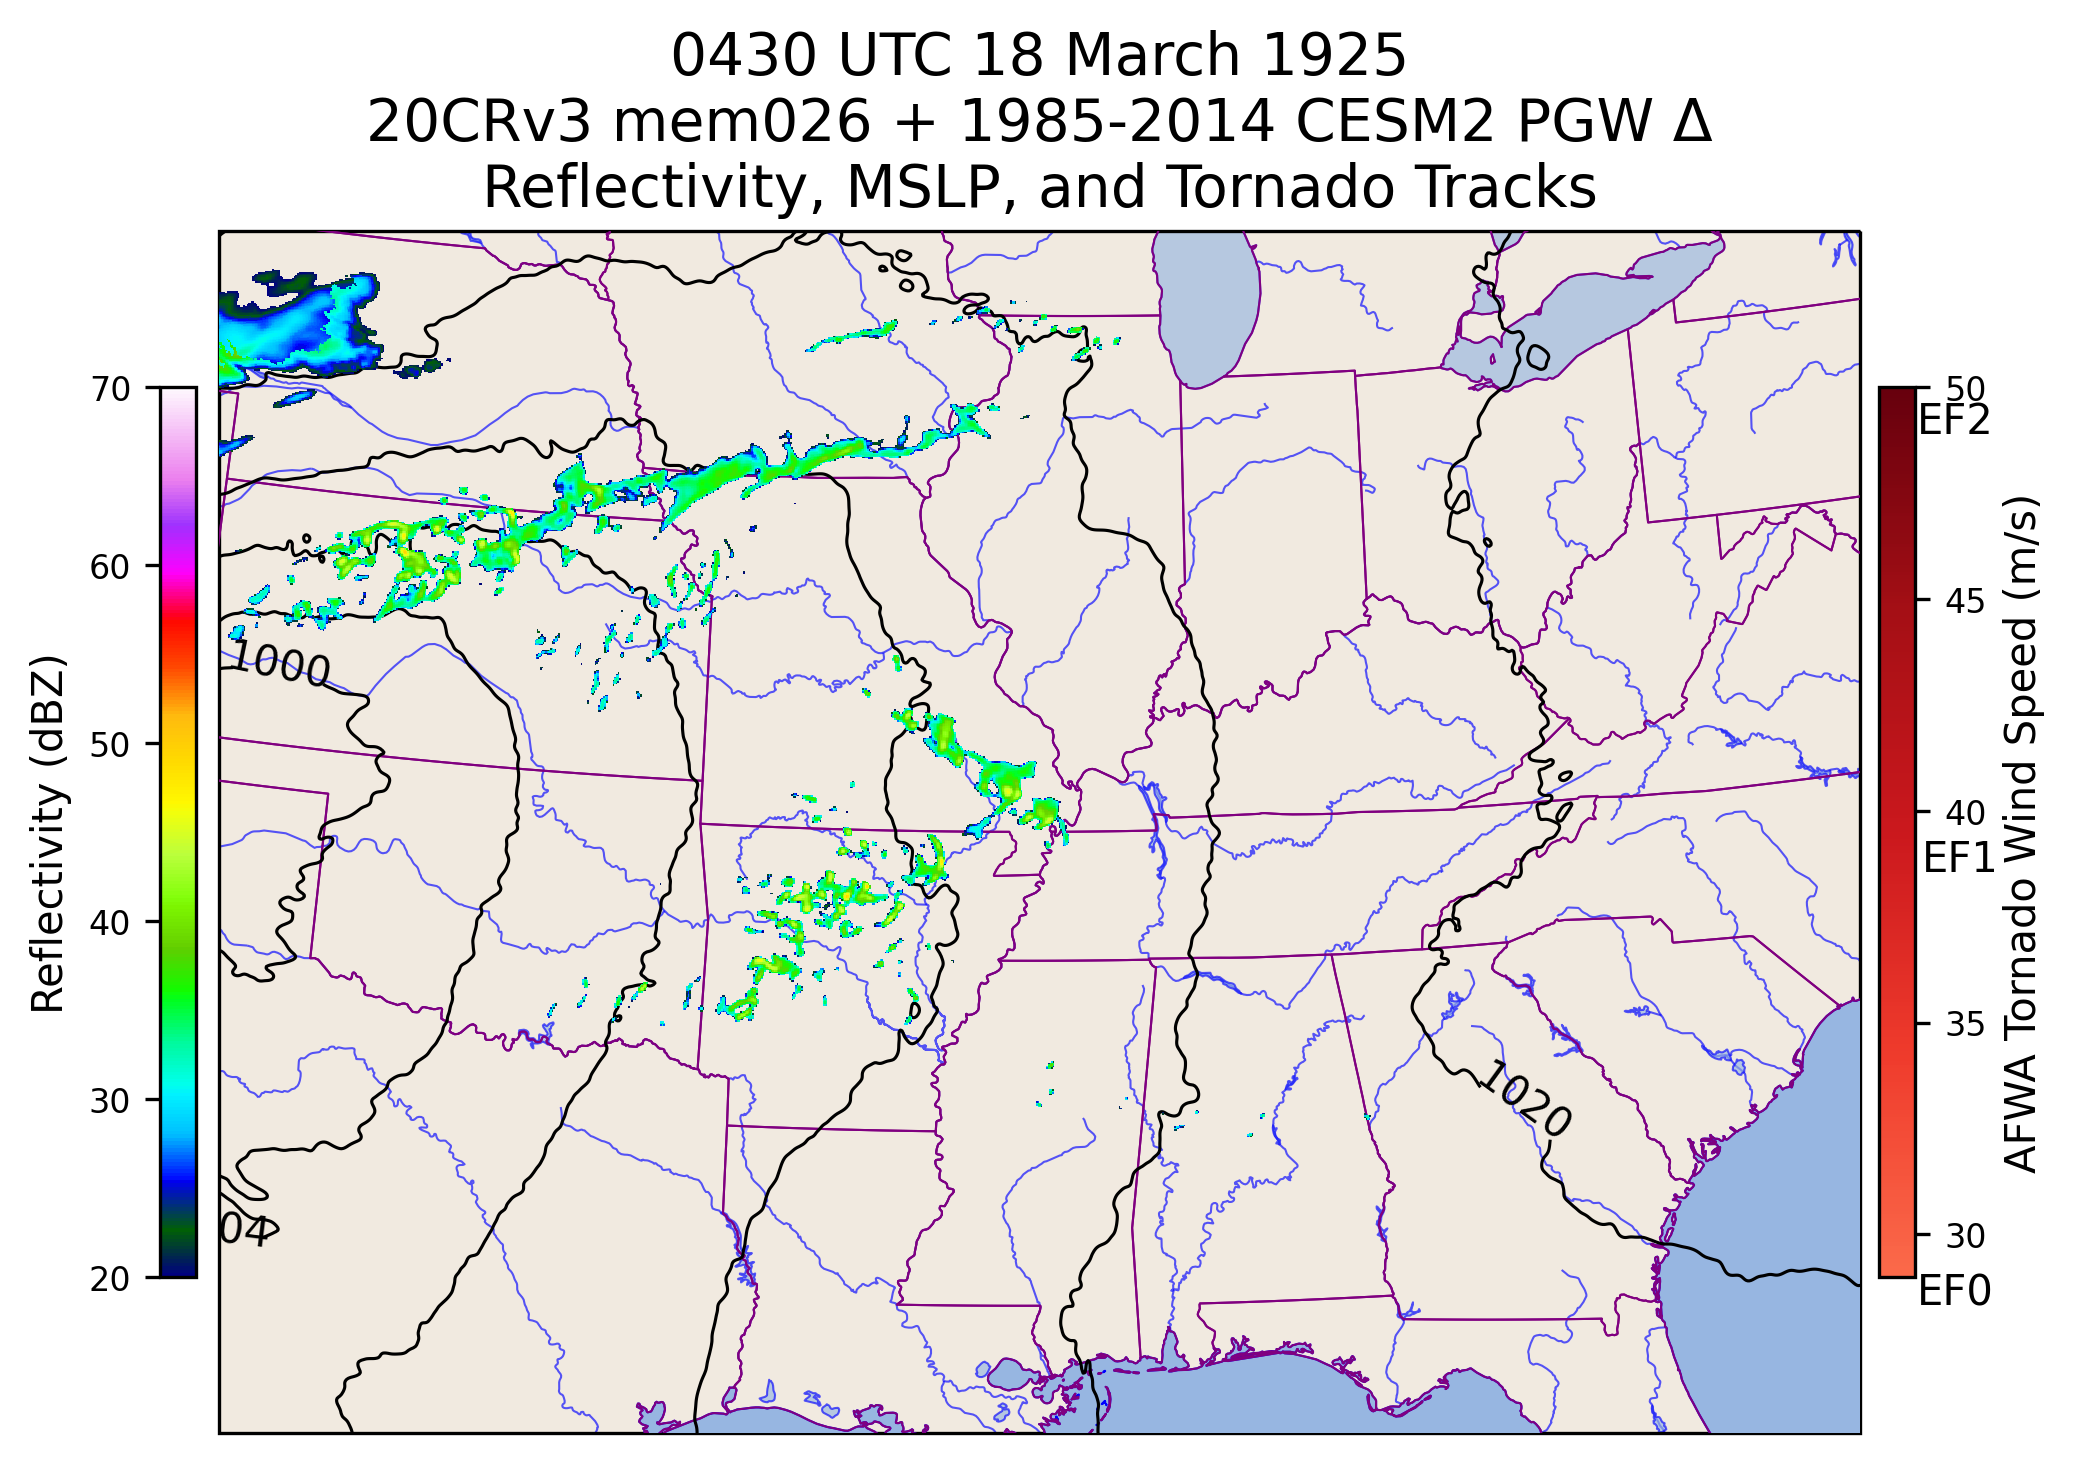 0430 UTC 18 March 1925
20CRv3 mem026 + 1985-2014 CESM2 PGW Δ
Reflectivity, MSLP, and Tornado Tracks
70
60
50
40
30
20
Reflectivity (dBZ)
1000
04
1020
50
EF2
45
40
EF1
35
30
EF0
AFWA Tornado Wind Speed (m/s)